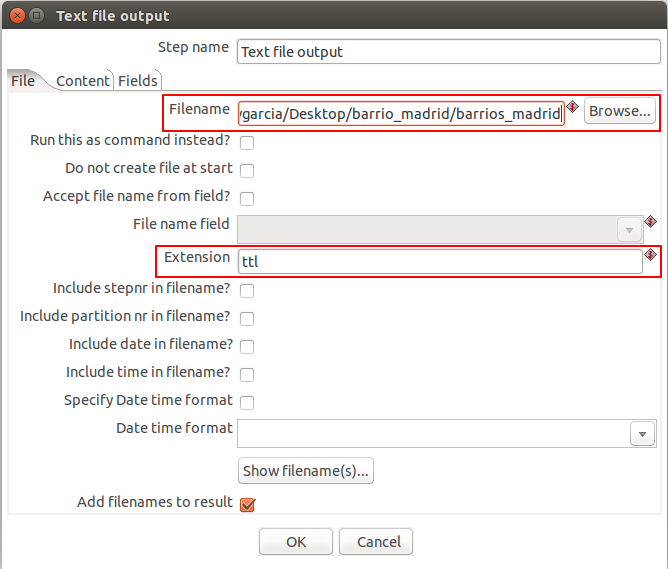 Text file output
Step name Text file output
File Content Fields
Filename vgarcia/Desktop/barrio_madrid/barrios_madrid Browse...
Run this as command instead?
Do not create file at start
Accept file name from field?
File name field
Extension ttl
Include stepnr in filename?
Include partition nr in filename?
Include date in filename?
Include time in filename?
Specify Date time format
Date time format
Show filename(s)...
Add filenames to result
OK Cancel